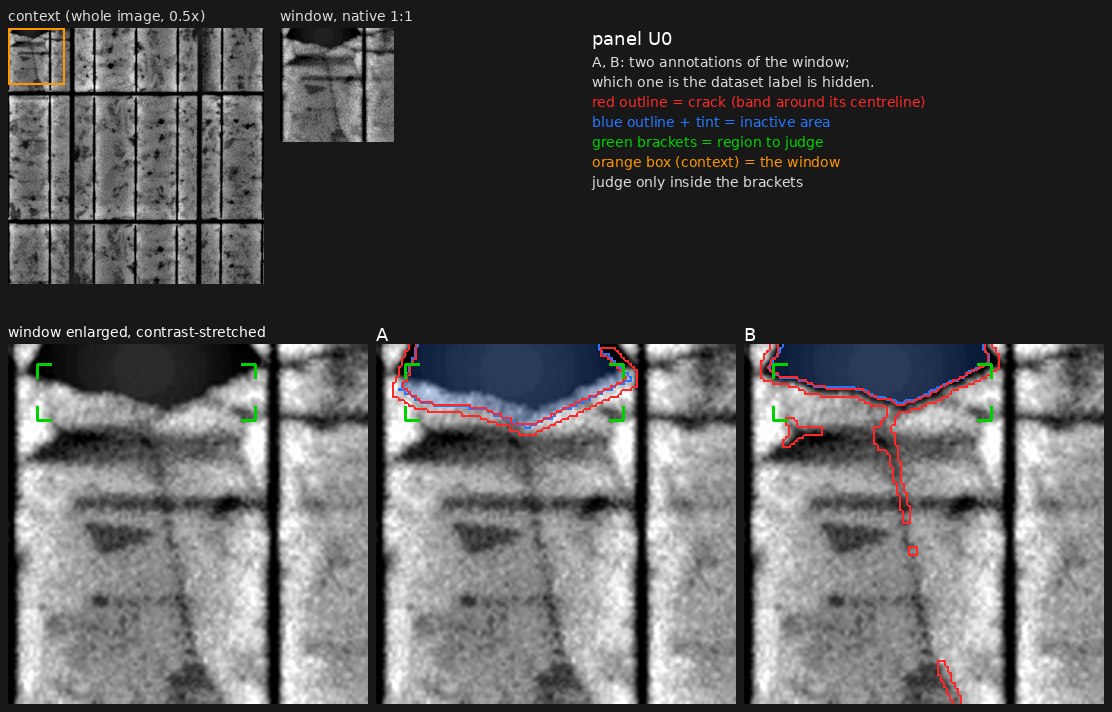 context (whole image, 0.5x)
window, native 1:1
panel U0
A, B: two annotations of the window;
which one is the dataset label is hidden.
red outline = crack (band around its centreline)
blue outline + tint = inactive area
green brackets = region to judge
orange box (context) = the window
judge only inside the brackets
window enlarged, contrast-stretched
A
B